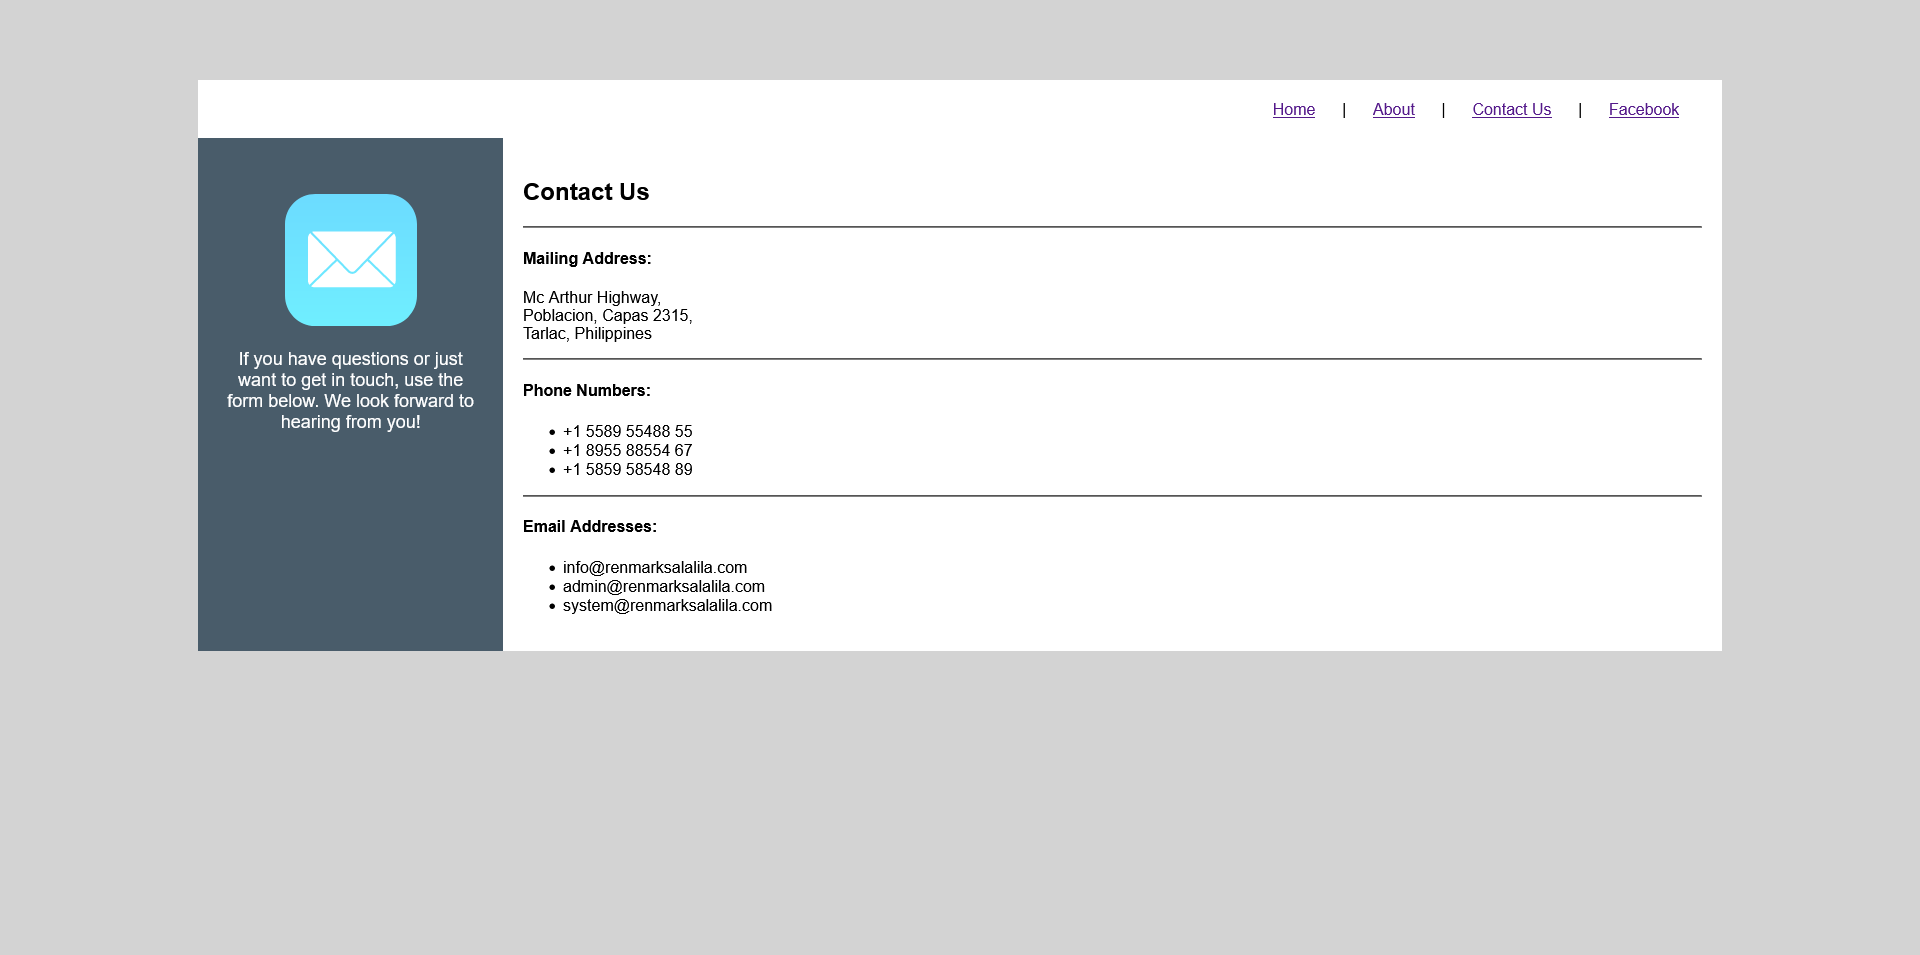 Home | About | Contact Us | Facebook
If you have questions or just
want to get in touch, use the
form below. We look forward to
hearing from you!
Contact Us
Mailing Address:
Mc Arthur Highway,
Poblacion, Capas 2315,
Tarlac, Philippines
Phone Numbers:
• +1 5589 55488 55
• +1 8955 88554 67
• +1 5859 58548 89
Email Addresses:
• info@renmarksalalila.com
• admin@renmarksalalila.com
• system@renmarksalalila.com